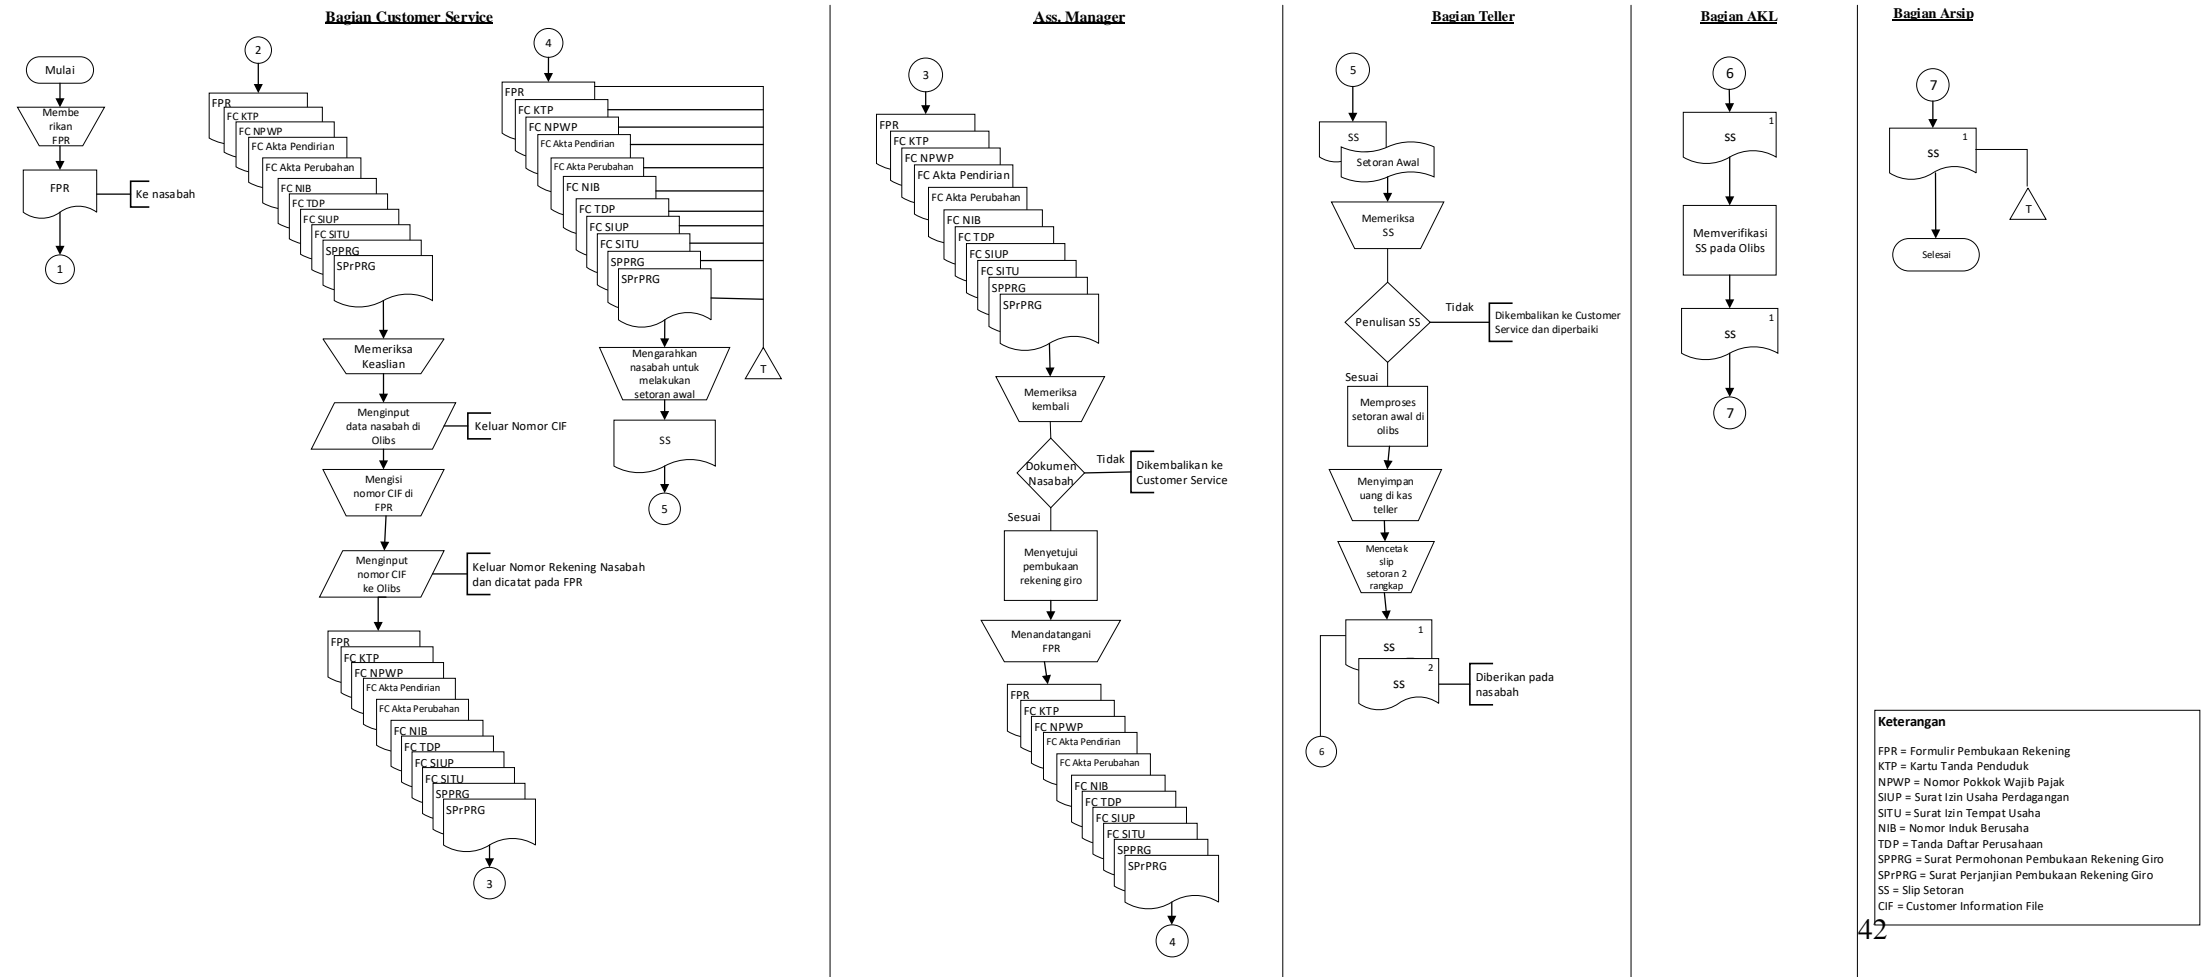 Bagian Customer Service
Mulai
Membe
rikan
FPR
FPR
Ke nasabah
1
2
FPR
FC KTP
FC NPWP
FC Akta Pendirian
FC Akta Perubahan
FC NIB
FC TDP
FC SIUP
FC SITU
SPPRG
SPrPRG
Memeriksa
Keaslian
Menginput
data nasabah di
Olibs
Keluar Nomor CIF
Mengisi
nomor CIF di
FPR
Menginput
nomor CIF
ke Olibs
Keluar Nomor Rekening Nasabah
dan dicatat pada FPR
FPR
FC KTP
FC NPWP
FC Akta Pendirian
FC Akta Perubahan
FC NIB
FC TDP
FC SIUP
FC SITU
SPPRG
SPrPRG
3
4
FPR
FC KTP
FC NPWP
FC Akta Pendirian
FC Akta Perubahan
FC NIB
FC TDP
FC SIUP
FC SITU
SPPRG
SPrPRG
T
Mengarahkan
nasabah untuk
melakukan
setoran awal
SS
5
Ass. Manager
3
FPR
FC KTP
FC NPWP
FC Akta Pendirian
FC Akta Perubahan
FC NIB
FC TDP
FC SIUP
FC SITU
SPPRG
SPrPRG
Memeriksa
kembali
Dokumen
Nasabah
Tidak
Dikembalikan ke
Customer Service
Sesuai
Menyetujui
pembukaan
rekening giro
Menandatangani
FPR
FPR
FC KTP
FC NPWP
FC Akta Pendirian
FC Akta Perubahan
FC NIB
FC TDP
FC SIUP
FC SITU
SPPRG
SPrPRG
4
Bagian Teller
5
SS
Setoran Awal
Memeriksa
SS
Penulisan SS
Tidak
Dikembalikan ke Customer
Service dan diperbaiki
Sesuai
Memproses
setoran awal di
olibs
Menyimpan
uang di kas
teller
Mencetak
slip
setoran 2
rangkap
1
SS
2
SS
Diberikan pada
nasabah
6
Bagian AKL
6
1
SS
Memverifikasi
SS pada Olibs
1
SS
7
Bagian Arsip
7
1
SS
T
Selesai
Keterangan
FPR = Formulir Pembukaan Rekening
KTP = Kartu Tanda Penduduk
NPWP = Nomor Pokkok Wajib Pajak
SIUP = Surat Izin Usaha Perdagangan
SITU = Surat Izin Tempat Usaha
NIB = Nomor Induk Berusaha
TDP = Tanda Daftar Perusahaan
SPPRG = Surat Permohonan Pembukaan Rekening Giro
SPrPRG = Surat Perjanjian Pembukaan Rekening Giro
SS = Slip Setoran
CIF = Customer Information File
42